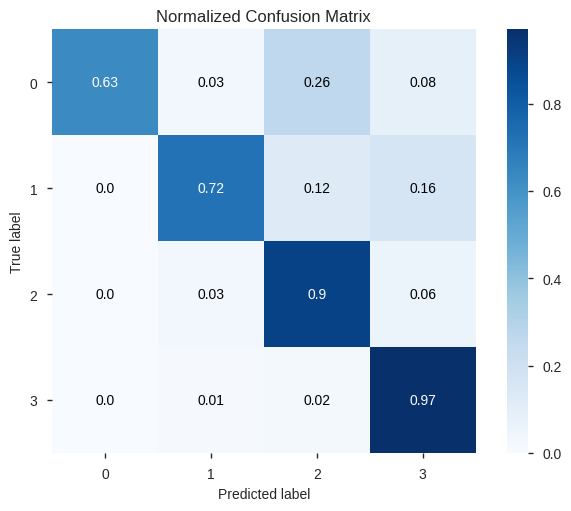 Normalized Confusion Matrix
True label
0 0.63 0.03 0.26 0.08
1 0.0 0.72 0.12 0.16
2 0.0 0.03 0.9 0.06
3 0.0 0.01 0.02 0.97
0 1 2 3
Predicted label
0.8
0.6
0.4
0.2
0.0